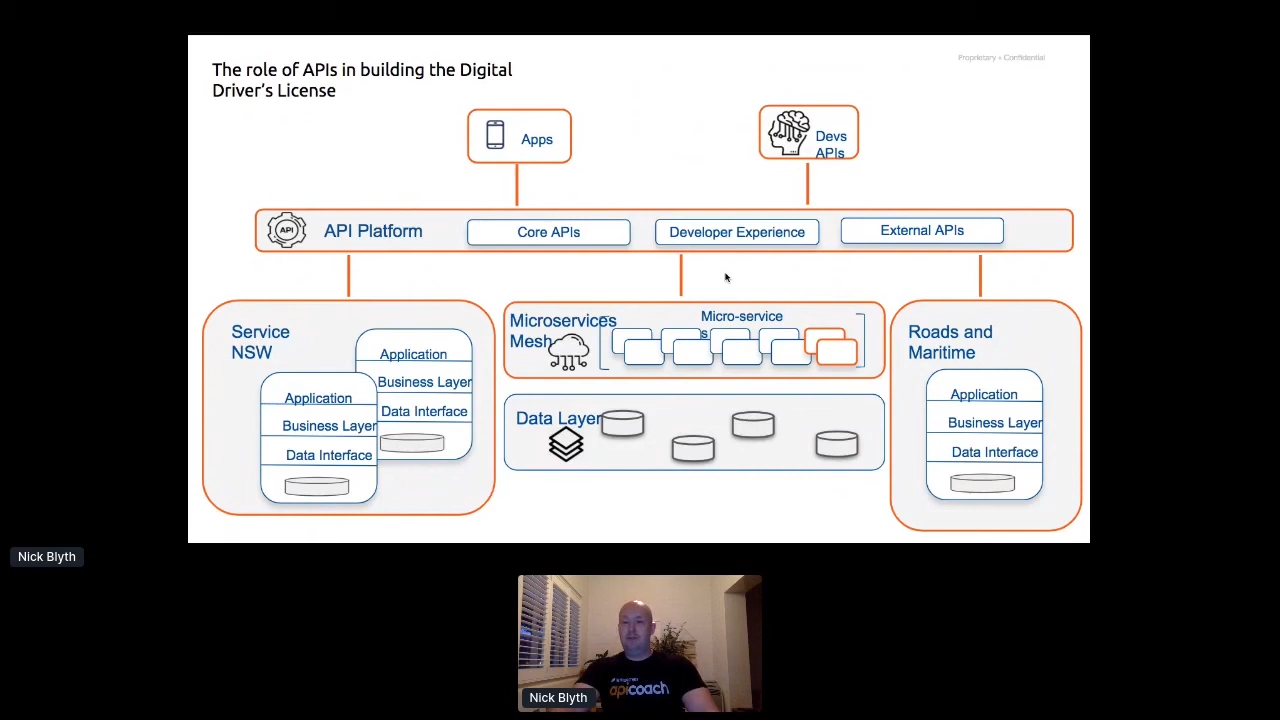 The role of APIs in building the Digital
Driver's License
Proprietary + Confidential
Apps
Devs
APIs
API
API Platform
Core APIs
Developer Experience
External APIs
Service
NSW
Application
Business Layer
Data Interface
Application
Business Layer
Data Interface
Microservices
Mesh
Micro-service
s
Data Layer
Roads and
Maritime
Application
Business Layer
Data Interface
Nick Blyth
apicoach
Nick Blyth